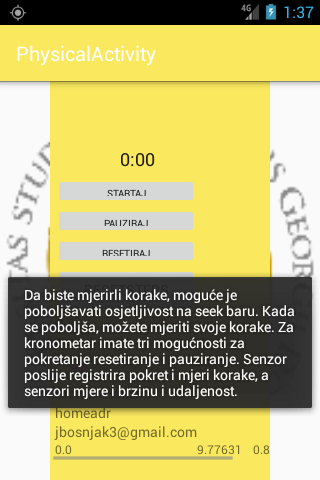 4G 1:37
PhysicalActivity
0:00
STARTAJ
PAUZIRAJ
RESETIRAJ
Da biste mjerirli korake, moguće je
poboljšavati osjetljivost na seek baru. Kada
se poboljša, možete mjeriti svoje korake. Za
kronometar imate tri mogućnosti za
pokretanje resetiranje i pauziranje. Senzor
poslije registrira pokret i mjeri korake, a
senzori mjere i brzinu i udaljenost.
homeadr
jbosnjak3@gmail.com
0.0 9.77631 0.8